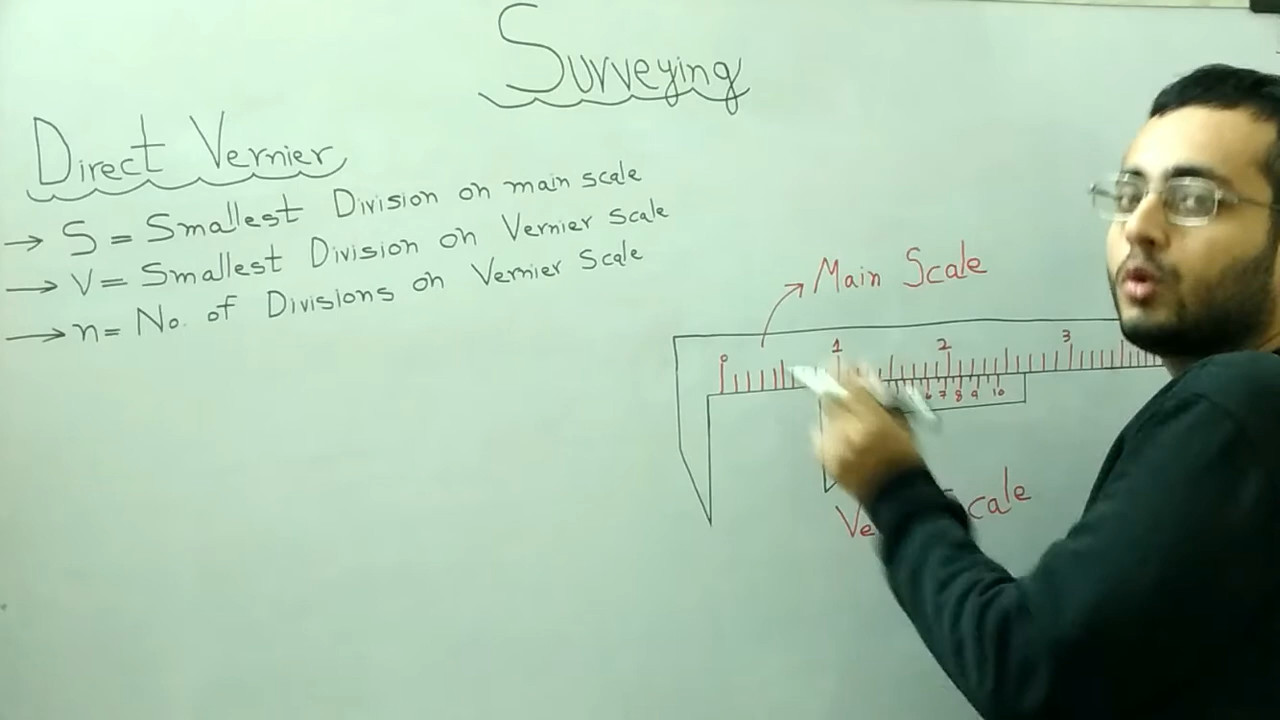 Surveying
Direct Vernier
→ S = Smallest Division on main scale
→ V = Smallest Division on Vernier Scale
→ n = No. of Divisions on Vernier Scale
Main Scale
0 1 2 3
6 7 8 9 10